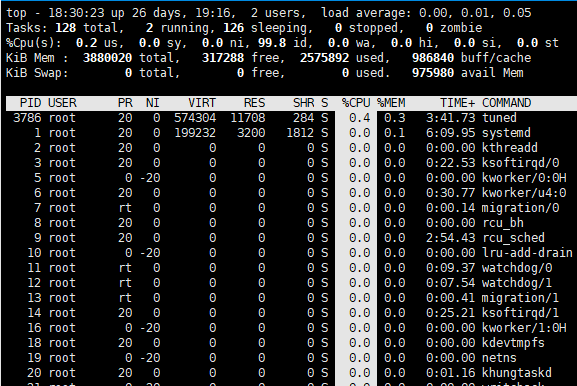 top - 18:30:23 up 26 days, 19:16,  2 users,  load average: 0.00, 0.01, 0.05
Tasks: 128 total,   2 running, 126 sleeping,   0 stopped,   0 zombie
%Cpu(s):  0.2 us,  0.0 sy,  0.0 ni, 99.8 id,  0.0 wa,  0.0 hi,  0.0 si,  0.0 st
KiB Mem :  3880020 total,   317288 free,  2575892 used,   986840 buff/cache
KiB Swap:        0 total,        0 free,        0 used.   975980 avail Mem
PID USER      PR  NI    VIRT    RES    SHR S  %CPU %MEM     TIME+ COMMAND
3786 root      20   0  574304  11708    284 S   0.4  0.3   3:41.73 tuned
1 root      20   0  199232   3200   1812 S   0.0  0.1   6:09.95 systemd
2 root      20   0       0      0      0 S   0.0  0.0   0:00.00 kthreadd
3 root      20   0       0      0      0 S   0.0  0.0   0:22.53 ksoftirqd/0
5 root       0 -20       0      0      0 S   0.0  0.0   0:00.00 kworker/0:0H
6 root      20   0       0      0      0 S   0.0  0.0   0:30.77 kworker/u4:0
7 root      rt   0       0      0      0 S   0.0  0.0   0:00.14 migration/0
8 root      20   0       0      0      0 S   0.0  0.0   0:00.00 rcu_bh
9 root      20   0       0      0      0 S   0.0  0.0   2:54.43 rcu_sched
10 root       0 -20       0      0      0 S   0.0  0.0   0:00.00 lru-add-drain
11 root      rt   0       0      0      0 S   0.0  0.0   0:09.37 watchdog/0
12 root      rt   0       0      0      0 S   0.0  0.0   0:07.54 watchdog/1
13 root      rt   0       0      0      0 S   0.0  0.0   0:00.41 migration/1
14 root      20   0       0      0      0 S   0.0  0.0   0:25.21 ksoftirqd/1
16 root       0 -20       0      0      0 S   0.0  0.0   0:00.00 kworker/1:0H
18 root      20   0       0      0      0 S   0.0  0.0   0:00.00 kdevtmpfs
19 root       0 -20       0      0      0 S   0.0  0.0   0:00.00 netns
20 root      20   0       0      0      0 S   0.0  0.0   0:01.16 khungtaskd